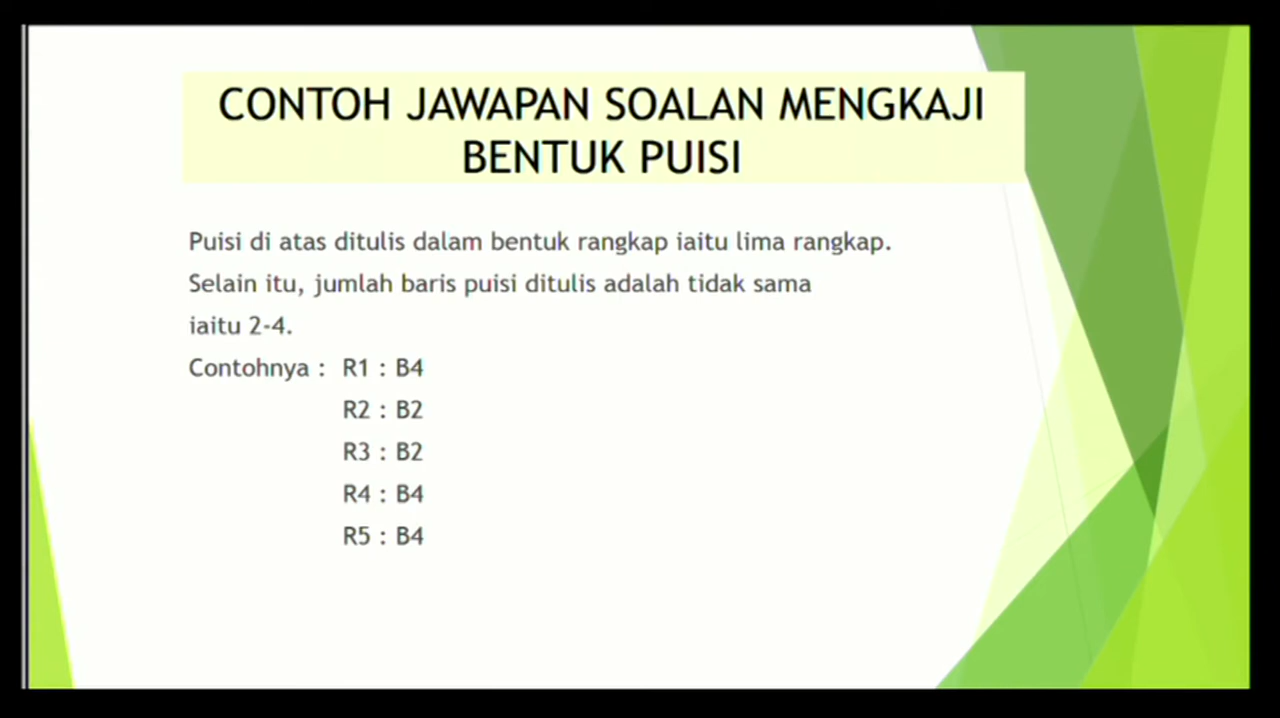 CONTOH JAWAPAN SOALAN MENGKAJI
BENTUK PUISI
Puisi di atas ditulis dalam bentuk rangkap iaitu lima rangkap.
Selain itu, jumlah baris puisi ditulis adalah tidak sama
iaitu 2-4.
Contohnya : R1 : B4
R2 : B2
R3 : B2
R4 : B4
R5 : B4